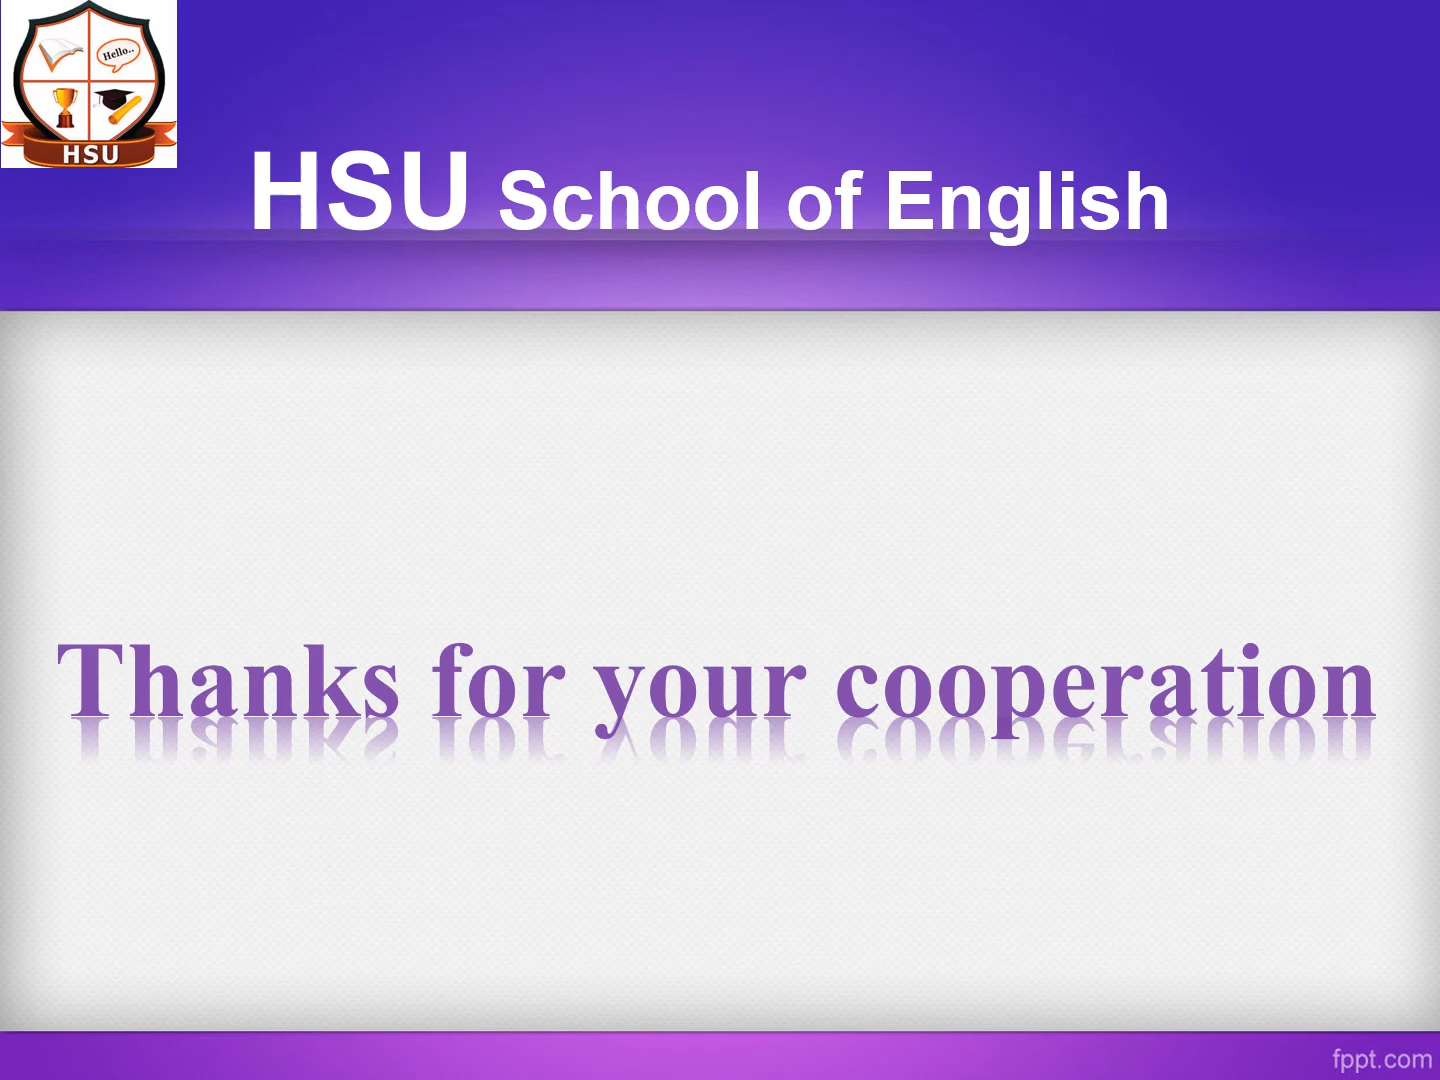 Hello..
HSU
HSU School of English
Thanks for your cooperation
fppt.com